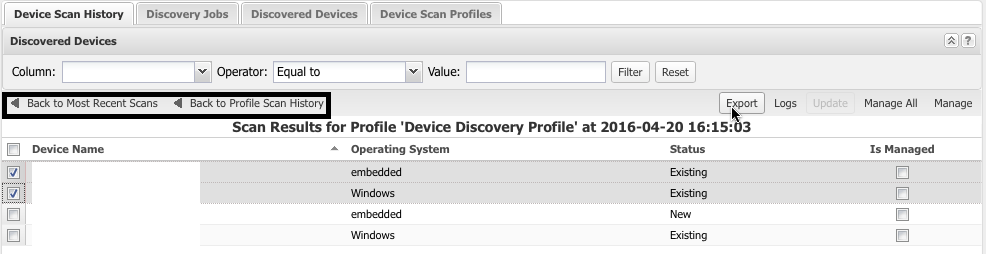 Device Scan History Discovery Jobs Discovered Devices Device Scan Profiles
Discovered Devices ?
Column: Operator: Equal to Value: Filter Reset
Back to Most Recent Scans Back to Profile Scan History Export Logs Update Manage All Manage
Scan Results for Profile 'Device Discovery Profile' at 2016-04-20 16:15:03
Device Name Operating System Status Is Managed
embedded Existing
Windows Existing
embedded New
Windows Existing